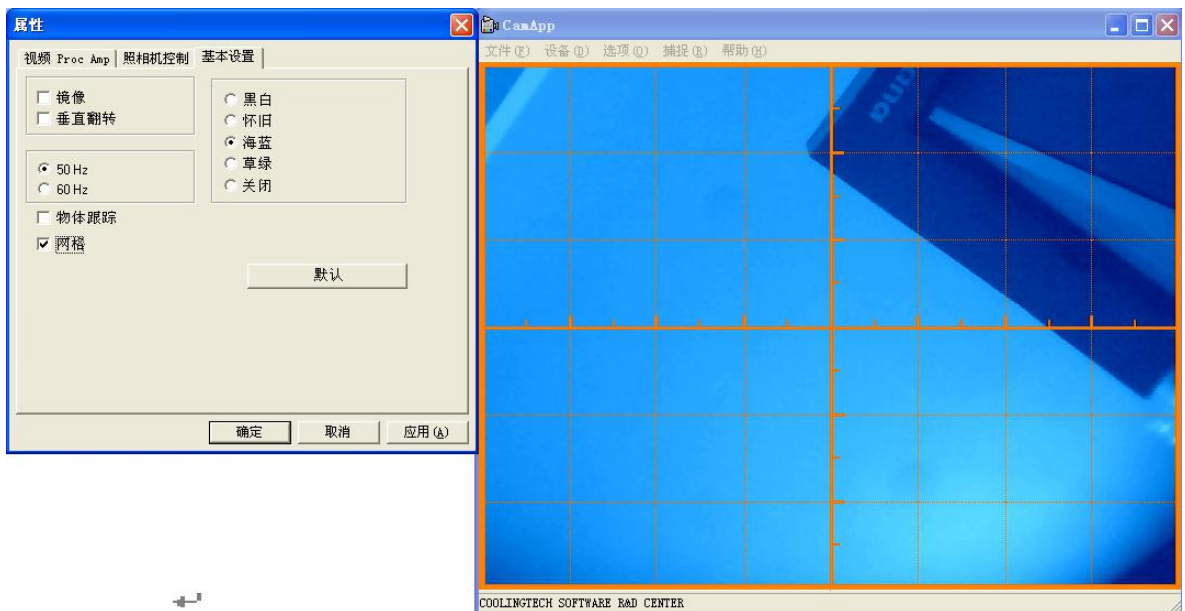 属性
视频 Proc Amp 照相机控制 基本设置
镜像
垂直翻转
50 Hz
60 Hz
黑白
怀旧
海蓝
草绿
关闭
物体跟踪
网格
默认
确定 取消 应用(A)
CamApp
文件(F) 设备(D) 选项(O) 捕捉(R) 帮助(H)
COOLINGTECH SOFTWARE R&D CENTER